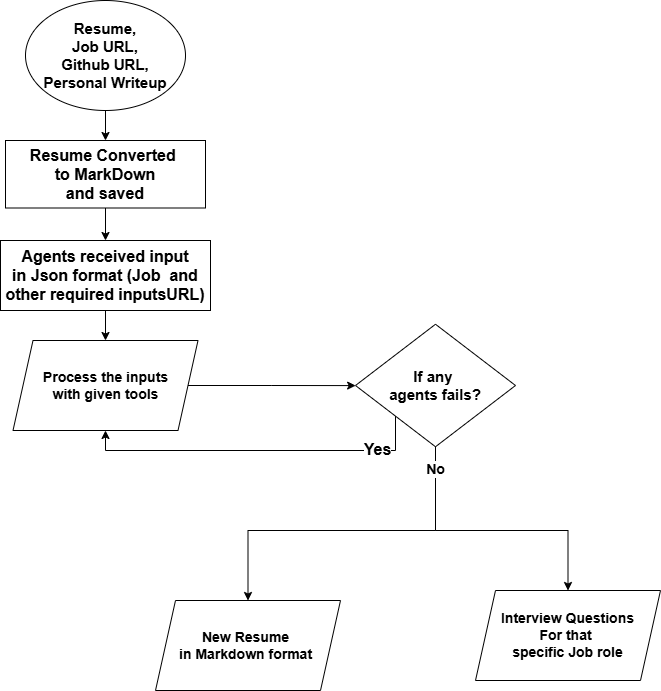 Resume,
Job URL,
Github URL,
Personal Writeup
Resume Converted
to MarkDown
and saved
Agents received input
in Json format (Job and
other required inputsURL)
Process the inputs
with given tools
If any
agents fails?
Yes
No
New Resume
in Markdown format
Interview Questions
For that
specific Job role